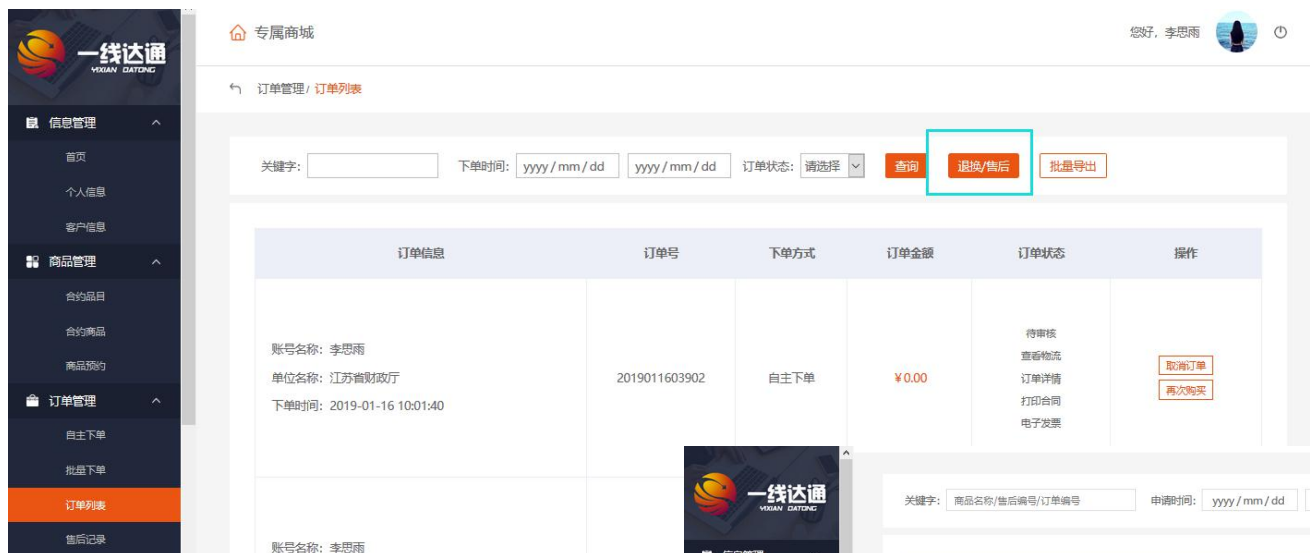 一线达通
YIXIAN DATONG
专属商城
您好, 李思雨
订单管理/ 订单列表
信息管理
首页
个人信息
客户信息
商品管理
合约品目
合约商品
商品预约
订单管理
自主下单
批量下单
订单列表
售后记录
关键字:
下单时间: yyyy / mm / dd yyyy / mm / dd
订单状态: 请选择
查询
退换/售后
批量导出
订单信息 订单号 下单方式 订单金额 订单状态 操作
账号名称: 李思雨
单位名称: 江苏省财政厅
下单时间: 2019-01-16 10:01:40
2019011603902
自主下单
¥0.00
待审核
查看物流
订单详情
打印合同
电子发票
取消订单
再次购买
账号名称: 李思雨
一线达通
YIXIAN DATONG
信息管理
关键字: 商品名称/售后编号/订单编号
申请时间: yyyy / mm / dd